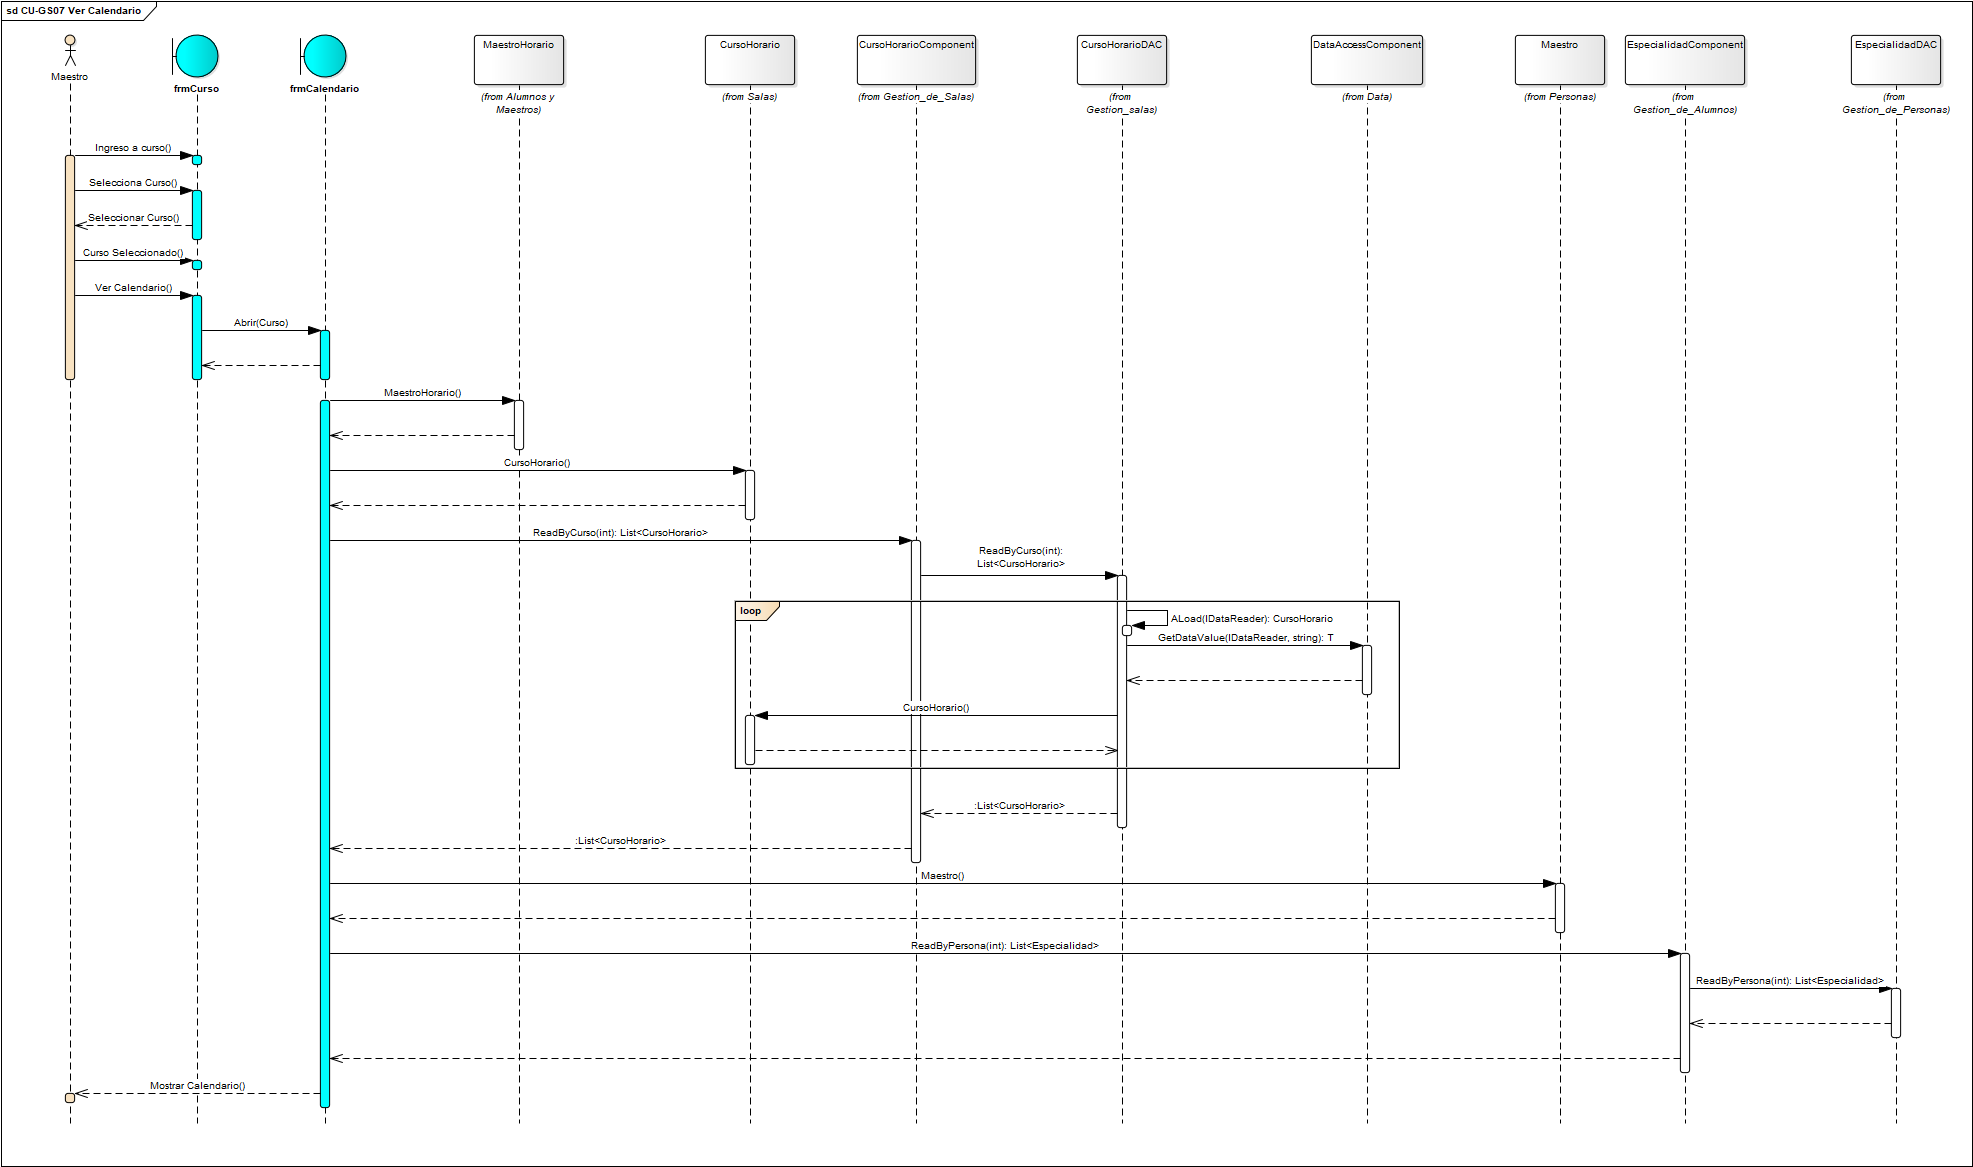 sd CU-GS07 Ver Calendario
Maestro
frmCurso
frmCalendario
MaestroHorario
(from Alumnos y
Maestros)
CursoHorario
(from Salas)
CursoHorarioComponent
(from Gestion_de_Salas)
CursoHorarioDAC
(from
Gestion_salas)
DataAccessComponent
(from Data)
Maestro
(from Personas)
EspecialidadComponent
(from
Gestion_de_Alumnos)
EspecialidadDAC
(from
Gestion_de_Personas)
Ingreso a curso()
Selecciona Curso()
Seleccionar Curso()
Curso Seleccionado()
Ver Calendario()
Abrir(Curso)
MaestroHorario()
CursoHorario()
ReadByCurso(int): List<CursoHorario>
ReadByCurso(int):
List<CursoHorario>
loop
ALoad(IDataReader): CursoHorario
GetDataValue(IDataReader, string): T
CursoHorario()
:List<CursoHorario>
:List<CursoHorario>
Maestro()
ReadByPersona(int): List<Especialidad>
ReadByPersona(int): List<Especialidad>
Mostrar Calendario()